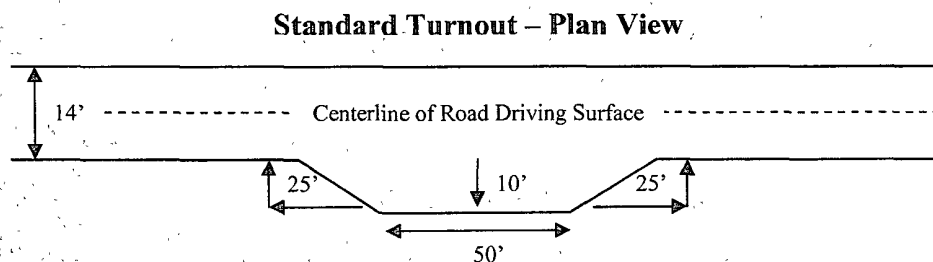 Standard Turnout – Plan View
14’ Centerline of Road Driving Surface
25’ 10’ 25’
50’